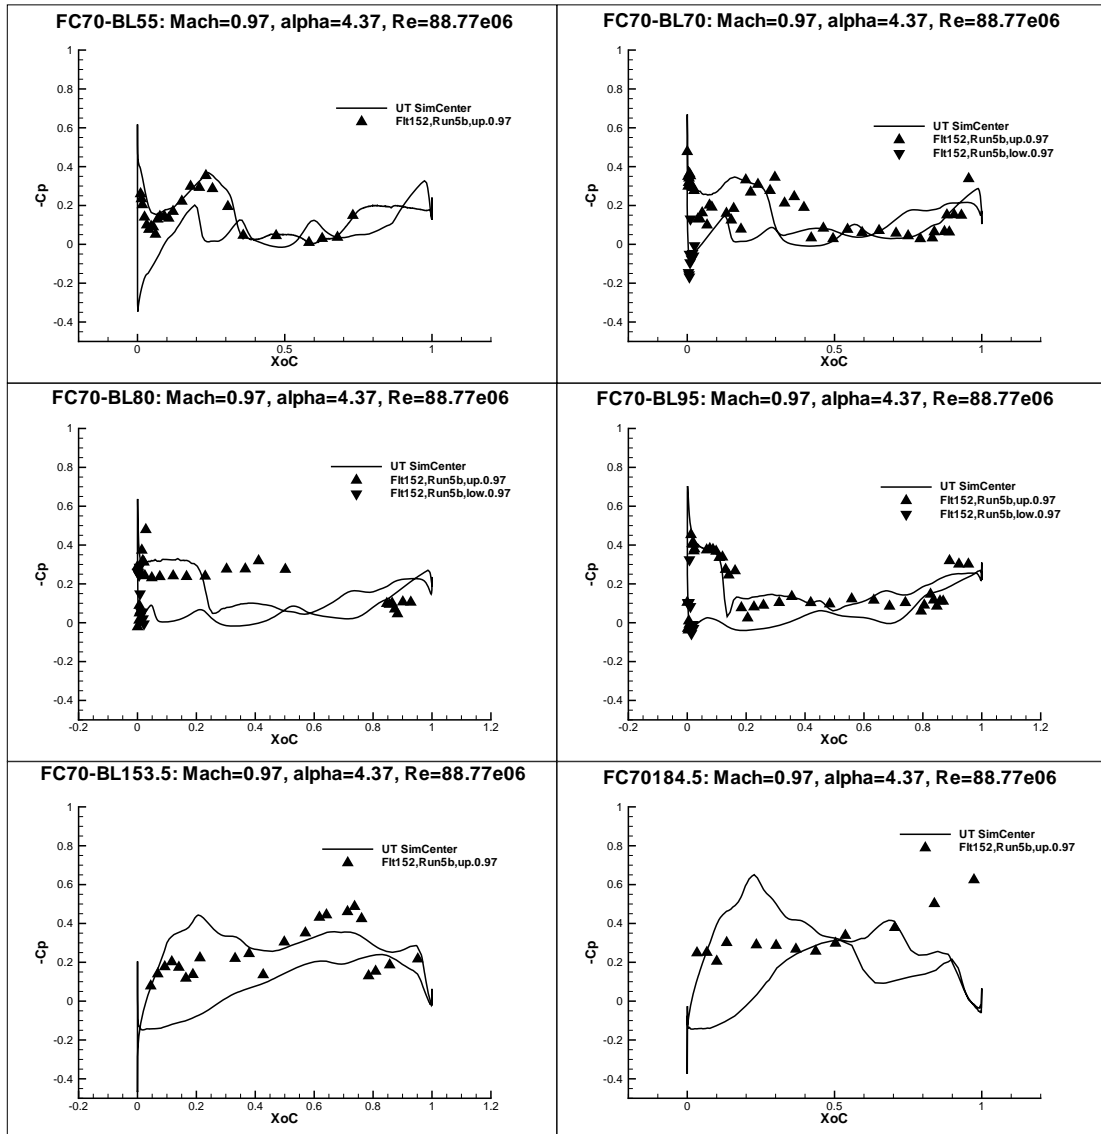 FC70-BL55: Mach=0.97, alpha=4.37, Re=88.77e06
1
0.8
0.6
0.4
0.2
0
-0.2
-0.4
-Cp
UT SimCenter
Flt152,Run5b,up.0.97
0 0.5 1
XoC
FC70-BL70: Mach=0.97, alpha=4.37, Re=88.77e06
1
0.8
0.6
0.4
0.2
0
-0.2
-0.4
-Cp
UT SimCenter
Flt152,Run5b,up.0.97
Flt152,Run5b,low.0.97
0 0.5 1
XoC
FC70-BL80: Mach=0.97, alpha=4.37, Re=88.77e06
1
0.8
0.6
0.4
0.2
0
-0.2
-0.4
-Cp
UT SimCenter
Flt152,Run5b,up.0.97
Flt152,Run5b,low.0.97
-0.2 0 0.2 0.4 0.6 0.8 1 1.2
XoC
FC70-BL95: Mach=0.97, alpha=4.37, Re=88.77e06
1
0.8
0.6
0.4
0.2
0
-0.2
-0.4
-Cp
UT SimCenter
Flt152,Run5b,up.0.97
Flt152,Run5b,low.0.97
-0.2 0 0.2 0.4 0.6 0.8 1 1.2
XoC
FC70-BL153.5: Mach=0.97, alpha=4.37, Re=88.77e06
1
0.8
0.6
0.4
0.2
0
-0.2
-0.4
-Cp
UT SimCenter
Flt152,Run5b,up.0.97
-0.2 0 0.2 0.4 0.6 0.8 1 1.2
XoC
FC70184.5: Mach=0.97, alpha=4.37, Re=88.77e06
1
0.8
0.6
0.4
0.2
0
-0.2
-0.4
-Cp
UT SimCenter
Flt152,Run5b,up.0.97
0 0.5 1
XoC